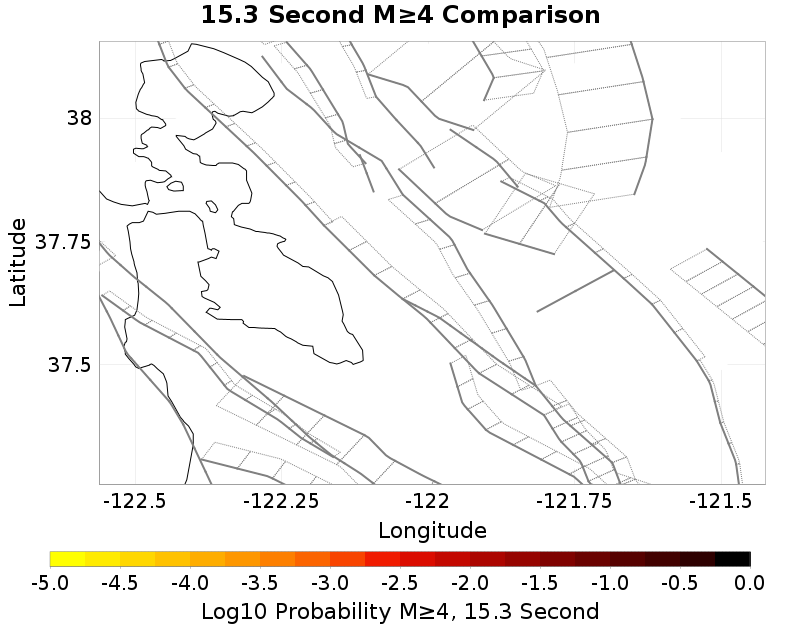 15.3 Second M≥4 Comparison
38
37.75
37.5
Latitude
-122.5 -122.25 -122 -121.75 -121.5
Longitude
-5.0 -4.5 -4.0 -3.5 -3.0 -2.5 -2.0 -1.5 -1.0 -0.5 0.0
Log10 Probability M≥4, 15.3 Second